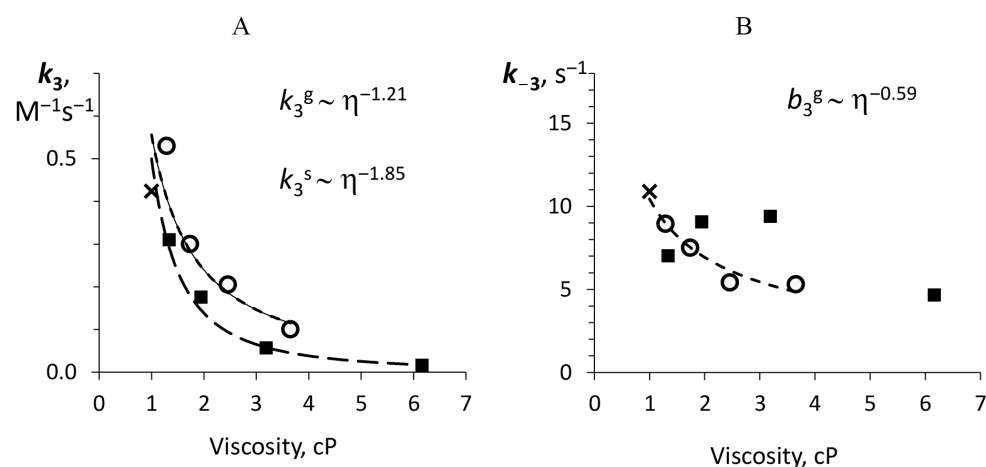 A
k₃,
M⁻¹s⁻¹
k₃ᵍ ~ η⁻¹·²¹
k₃ˢ ~ η⁻¹·⁸⁵
0.5
0.0
0 1 2 3 4 5 6 7
Viscosity, cP
B
k₋₃, s⁻¹
b₃ᵍ ~ η⁻⁰·⁵⁹
15
10
5
0
0 1 2 3 4 5 6 7
Viscosity, cP